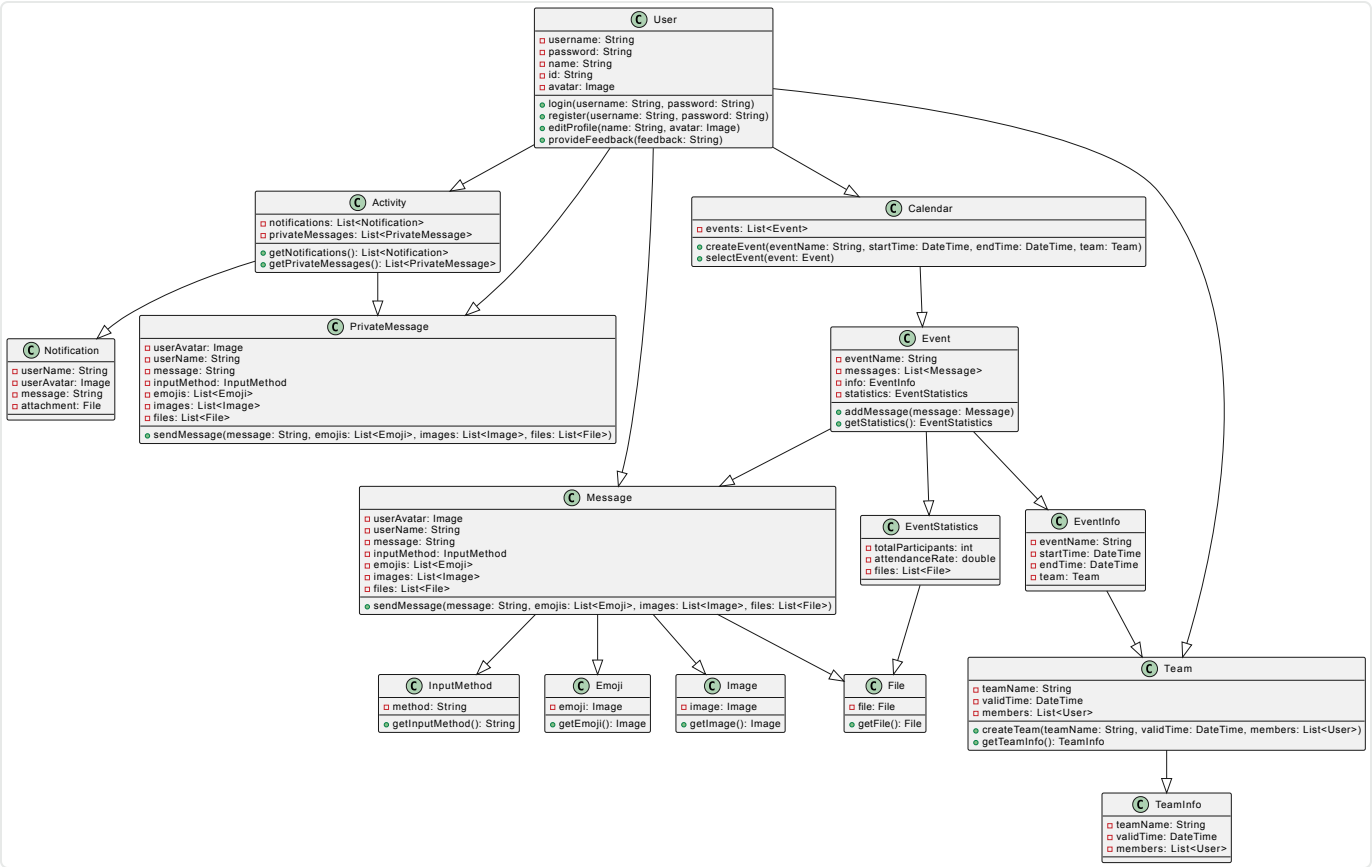 C User
username: String
password: String
name: String
id: String
avatar: Image
login(username: String, password: String)
register(username: String, password: String)
editProfile(name: String, avatar: Image)
provideFeedback(feedback: String)
C Activity
notifications: List<Notification>
privateMessages: List<PrivateMessage>
getNotifications(): List<Notification>
getPrivateMessages(): List<PrivateMessage>
C Calendar
events: List<Event>
createEvent(eventName: String, startTime: DateTime, endTime: DateTime, team: Team)
selectEvent(event: Event)
C Notification
userName: String
userAvatar: Image
message: String
attachment: File
C PrivateMessage
userAvatar: Image
userName: String
message: String
inputMethod: InputMethod
emojis: List<Emoji>
images: List<Image>
files: List<File>
sendMessage(message: String, emojis: List<Emoji>, images: List<Image>, files: List<File>)
C Event
eventName: String
messages: List<Message>
info: EventInfo
statistics: EventStatistics
addMessage(message: Message)
getStatistics(): EventStatistics
C Message
userAvatar: Image
userName: String
message: String
inputMethod: InputMethod
emojis: List<Emoji>
images: List<Image>
files: List<File>
sendMessage(message: String, emojis: List<Emoji>, images: List<Image>, files: List<File>)
C EventStatistics
totalParticipants: int
attendanceRate: double
files: List<File>
C EventInfo
eventName: String
startTime: DateTime
endTime: DateTime
team: Team
C InputMethod
method: String
getInputMethod(): String
C Emoji
emoji: Image
getEmoji(): Image
C Image
image: Image
getImage(): Image
C File
file: File
getFile(): File
C Team
teamName: String
validTime: DateTime
members: List<User>
createTeam(teamName: String, validTime: DateTime, members: List<User>)
getTeamInfo(): TeamInfo
C TeamInfo
teamName: String
validTime: DateTime
members: List<User>